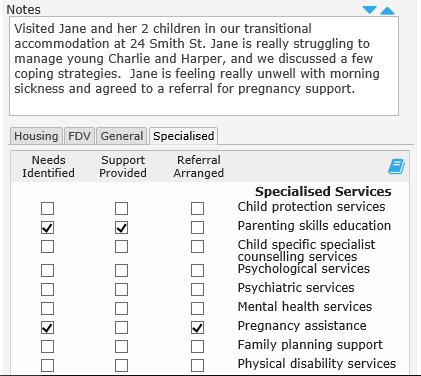 Notes
Visited Jane and her 2 children in our transitional
accommodation at 24 Smith St. Jane is really struggling to
manage young Charlie and Harper, and we discussed a few
coping strategies.  Jane is feeling really unwell with morning
sickness and agreed to a referral for pregnancy support.
Housing FDV General Specialised
Needs Support Referral
Identified Provided Arranged
Specialised Services
Child protection services
Parenting skills education
Child specific specialist
counselling services
Psychological services
Psychiatric services
Mental health services
Pregnancy assistance
Family planning support
Physical disability services